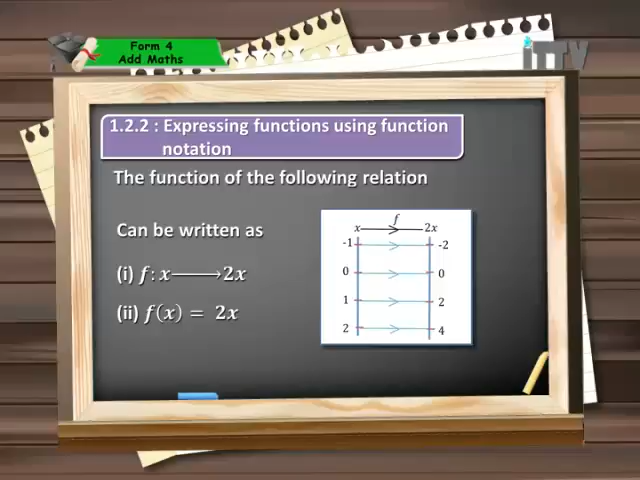 Form 4
Add Maths
iTTV
1.2.2 : Expressing functions using function
notation
The function of the following relation
Can be written as
(i) f: x⟶2x
(ii) f(x) = 2x
f
x 2x
-1 -2
0 0
1 2
2 4